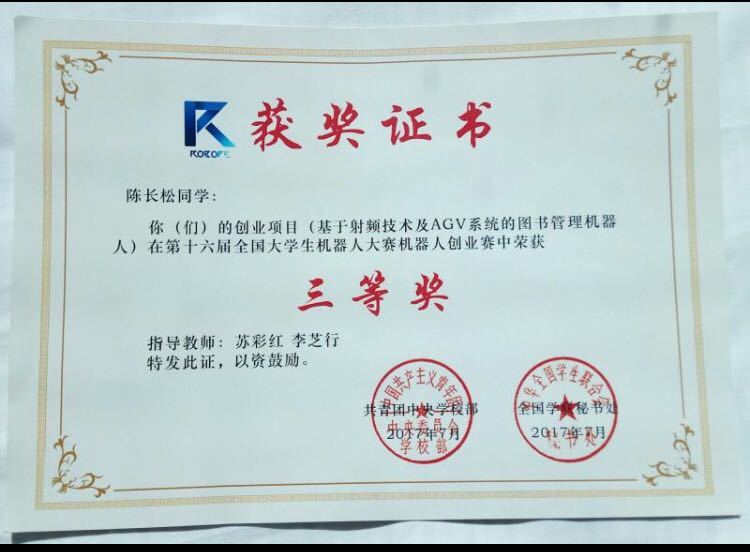 ROBOPE
获奖证书
陈长松同学:
你（们）的创业项目（基于射频技术及AGV系统的图书管理机器
人）在第十六届全国大学生机器人大赛机器人创业赛中荣获
三等奖
指导教师: 苏彩红 李芝行
特发此证，以资鼓励。
共青团中央学校部
2017年7月
中国共产主义青年团
中央委员会
学校部
全国学联秘书处
2017年7月
中华全国学生联合会
秘书处